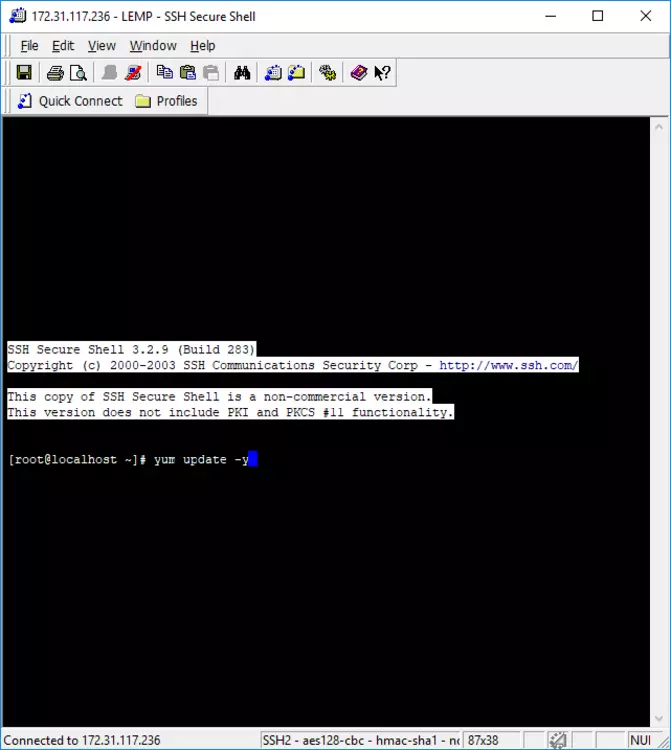 172.31.117.236 - LEMP - SSH Secure Shell
File Edit View Window Help
Quick Connect Profiles
SSH Secure Shell 3.2.9 (Build 283)
Copyright (c) 2000-2003 SSH Communications Security Corp - http://www.ssh.com/
This copy of SSH Secure Shell is a non-commercial version.
This version does not include PKI and PKCS #11 functionality.
[root@localhost ~]# yum update -y
Connected to 172.31.117.236 SSH2 - aes128-cbc - hmac-sha1 - 87x38